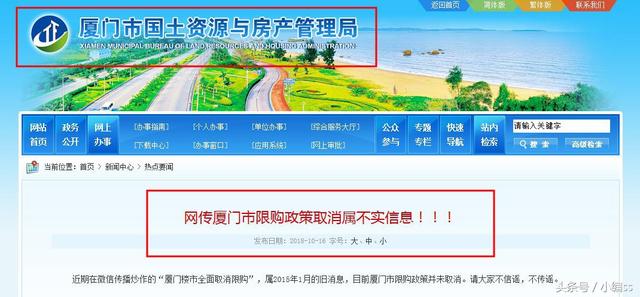 返回首页 简体版 繁体版 联系我们
厦门市国土资源与房产管理局
XIAMEN MUNICIPAL BUREAU OF LAND RESOURCES AND HOUSING ADMINISTRATION
网站首页 政务公开 网上办事 [办事指南] [个人办事] [单位办事] [综合服务大厅] 公众参与 专题专栏 快速导航 站内检索 请输入关键字
[下载中心] [办事窗口] [应用系统] [网上审批] 搜索 高级检索
当前位置：首页 > 新闻中心 > 热点要闻
网传厦门市限购政策取消属不实信息！！！
发布日期：2018-10-16 字号：大、中、小
近期在微信传播炒作的“厦门楼市全面取消限购”，属2015年1月的旧消息，目前厦门市限购政策并未取消。请大家不信谣，不传谣。
头条号 / 小编ss